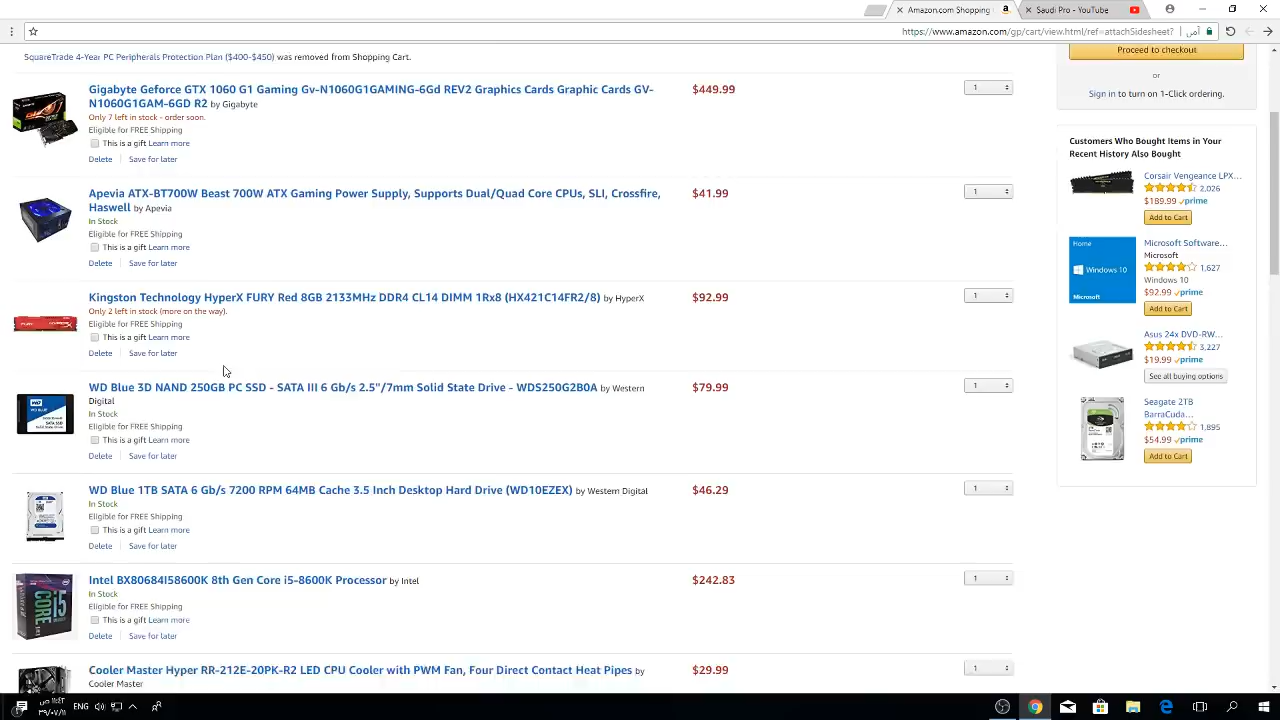 Amazon.com Shopping
Saudi Pro - YouTube
https://www.amazon.com/gp/cart/view.html/ref=attachSidesheet?
آمن
SquareTrade 4-Year PC Peripherals Protection Plan ($400-$450) was removed from Shopping Cart.
Proceed to checkout
or
Sign in to turn on 1-Click ordering.
Gigabyte Geforce GTX 1060 G1 Gaming Gv-N1060G1GAMING-6Gd REV2 Graphics Cards Graphic Cards GV-
N1060G1GAM-6GD R2 by Gigabyte
$449.99
1
Only 7 left in stock - order soon.
Eligible for FREE Shipping
This is a gift Learn more
Delete
Save for later
Apevia ATX-BT700W Beast 700W ATX Gaming Power Supply, Supports Dual/Quad Core CPUs, SLI, Crossfire,
Haswell by Apevia
$41.99
1
In Stock
Eligible for FREE Shipping
This is a gift Learn more
Delete
Save for later
Kingston Technology HyperX FURY Red 8GB 2133MHz DDR4 CL14 DIMM 1Rx8 (HX421C14FR2/8) by HyperX
$92.99
1
Only 2 left in stock (more on the way).
Eligible for FREE Shipping
This is a gift Learn more
Delete
Save for later
WD Blue 3D NAND 250GB PC SSD - SATA III 6 Gb/s 2.5"/7mm Solid State Drive - WDS250G2B0A by Western
Digital
$79.99
1
In Stock
Eligible for FREE Shipping
This is a gift Learn more
Delete
Save for later
WD Blue 1TB SATA 6 Gb/s 7200 RPM 64MB Cache 3.5 Inch Desktop Hard Drive (WD10EZEX) by Western Digital
$46.29
1
In Stock
Eligible for FREE Shipping
This is a gift Learn more
Delete
Save for later
Intel BX80684I58600K 8th Gen Core i5-8600K Processor by Intel
$242.83
1
In Stock
Eligible for FREE Shipping
This is a gift Learn more
Delete
Save for later
Cooler Master Hyper RR-212E-20PK-R2 LED CPU Cooler with PWM Fan, Four Direct Contact Heat Pipes by
Cooler Master
$29.99
1
Customers Who Bought Items in Your
Recent History Also Bought
Corsair Vengeance LPX...
2,026
$189.99 prime
Add to Cart
Home
Windows 10
Microsoft
Microsoft Software...
Microsoft
1,627
Windows 10
$92.99 prime
Add to Cart
Asus 24x DVD-RW...
3,227
$19.99 prime
See all buying options
Seagate 2TB
BarraCuda...
1,895
$54.99 prime
Add to Cart
ENG